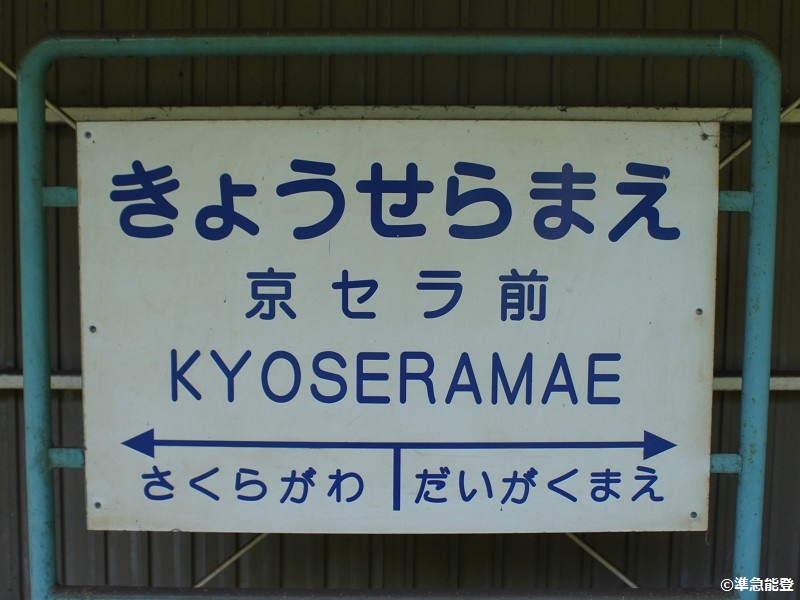 きょうせらまえ
京セラ前
KYOSERAMAE
さくらがわ だいがくまえ
©準急能登